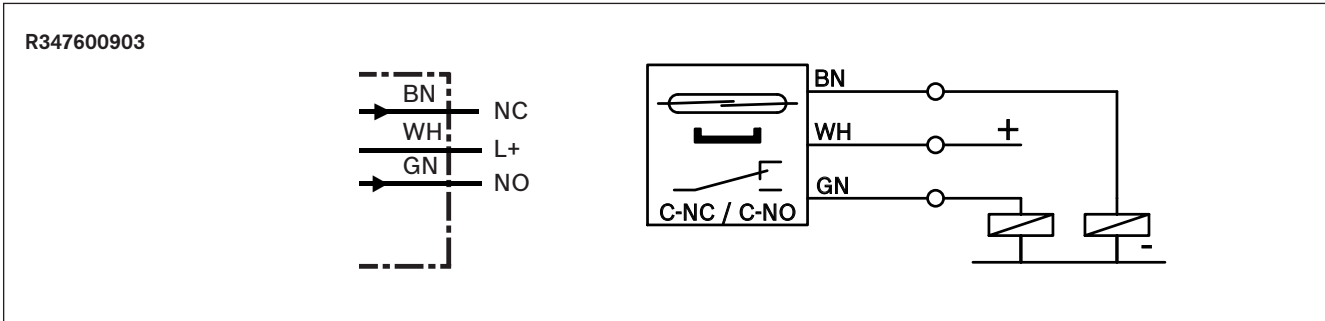 R347600903
BN
NC
WH
L+
GN
NO
BN
WH
+
GN
C-NC / C-NO
-